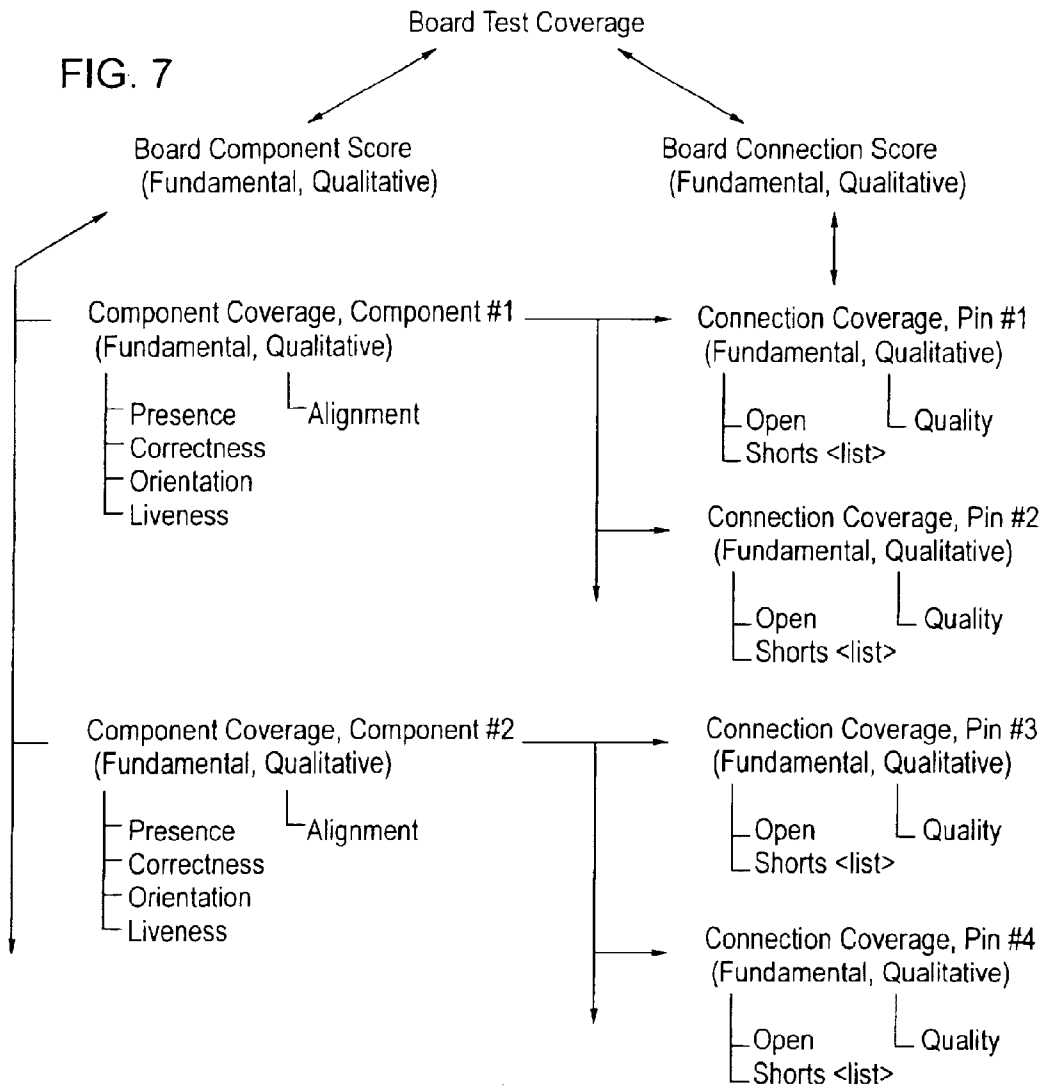 Board Test Coverage
FIG. 7
Board Component Score
(Fundamental, Qualitative)
Board Connection Score
(Fundamental, Qualitative)
Component Coverage, Component #1
(Fundamental, Qualitative)
Presence
Correctness
Orientation
Liveness
Alignment
Connection Coverage, Pin #1
(Fundamental, Qualitative)
Open
Shorts <list>
Quality
Connection Coverage, Pin #2
(Fundamental, Qualitative)
Open
Shorts <list>
Quality
Component Coverage, Component #2
(Fundamental, Qualitative)
Presence
Correctness
Orientation
Liveness
Alignment
Connection Coverage, Pin #3
(Fundamental, Qualitative)
Open
Shorts <list>
Quality
Connection Coverage, Pin #4
(Fundamental, Qualitative)
Open
Shorts <list>
Quality